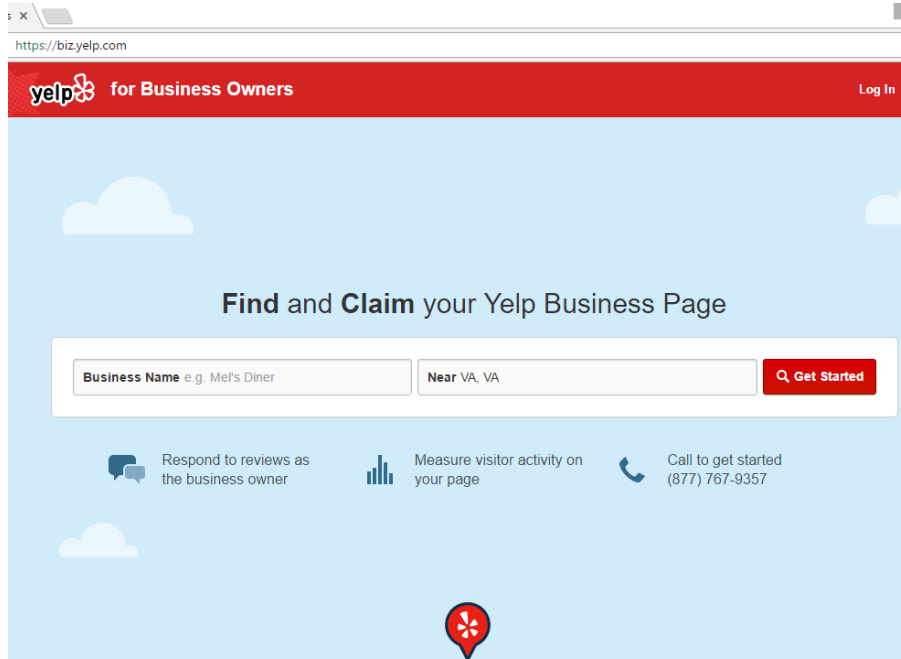 s ×
https://biz.yelp.com
yelp for Business Owners
Log In
Find and Claim your Yelp Business Page
Business Name e.g. Mel's Diner
Near VA, VA
Get Started
Respond to reviews as
the business owner
Measure visitor activity on
your page
Call to get started
(877) 767-9357